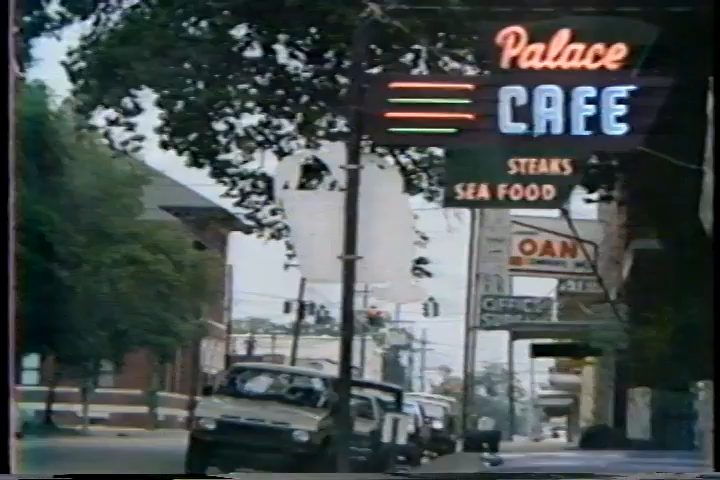 Palace
CAFE
STEAKS
SEA FOOD
OAN
OFFICE